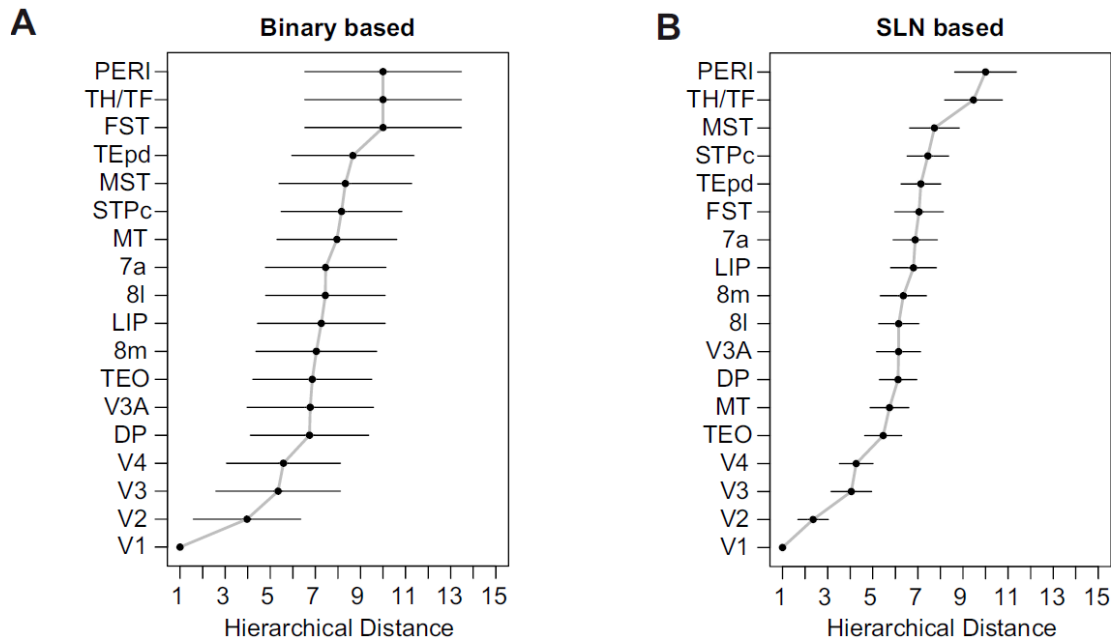 A
Binary based
PERI
TH/TF
FST
TEpd
MST
STPc
MT
7a
8l
LIP
8m
TEO
V3A
DP
V4
V3
V2
V1
1 3 5 7 9 11 13 15
Hierarchical Distance
B
SLN based
PERI
TH/TF
MST
STPc
TEpd
FST
7a
LIP
8m
8l
V3A
DP
MT
TEO
V4
V3
V2
V1
1 3 5 7 9 11 13 15
Hierarchical Distance